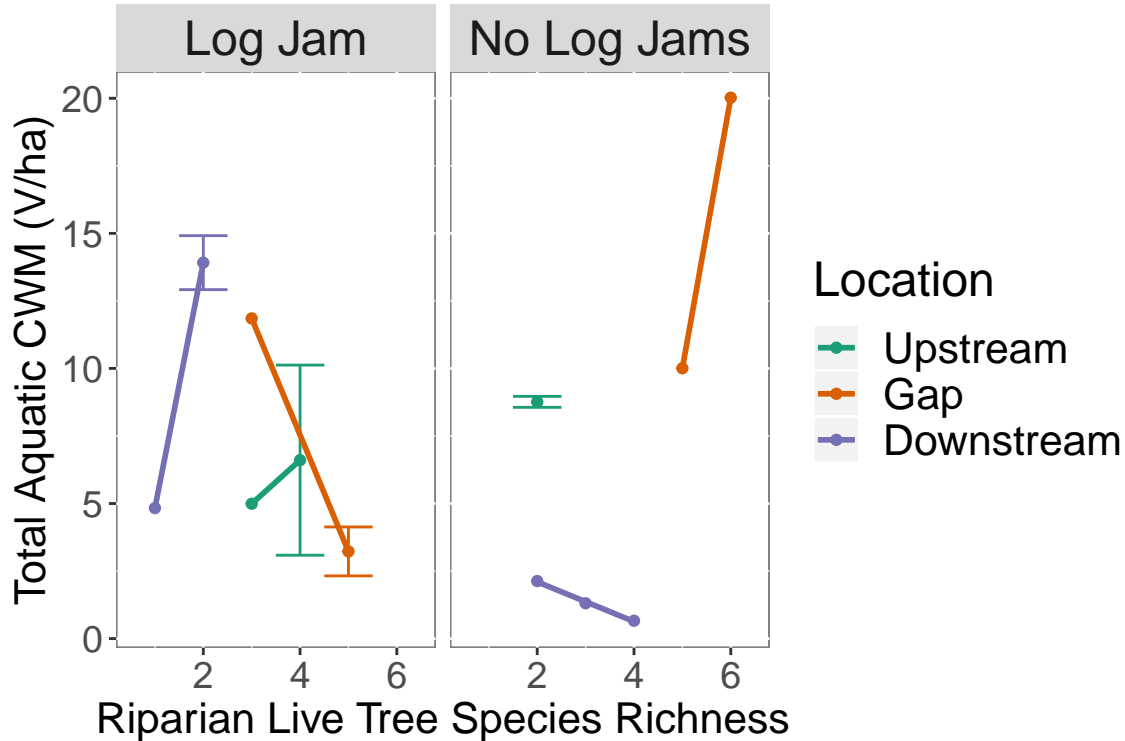 Log Jam
No Log Jams
Total Aquatic CWM (V/ha)
20
15
10
5
0
2 4 6
2 4 6
Riparian Live Tree Species Richness
Location
Upstream
Gap
Downstream